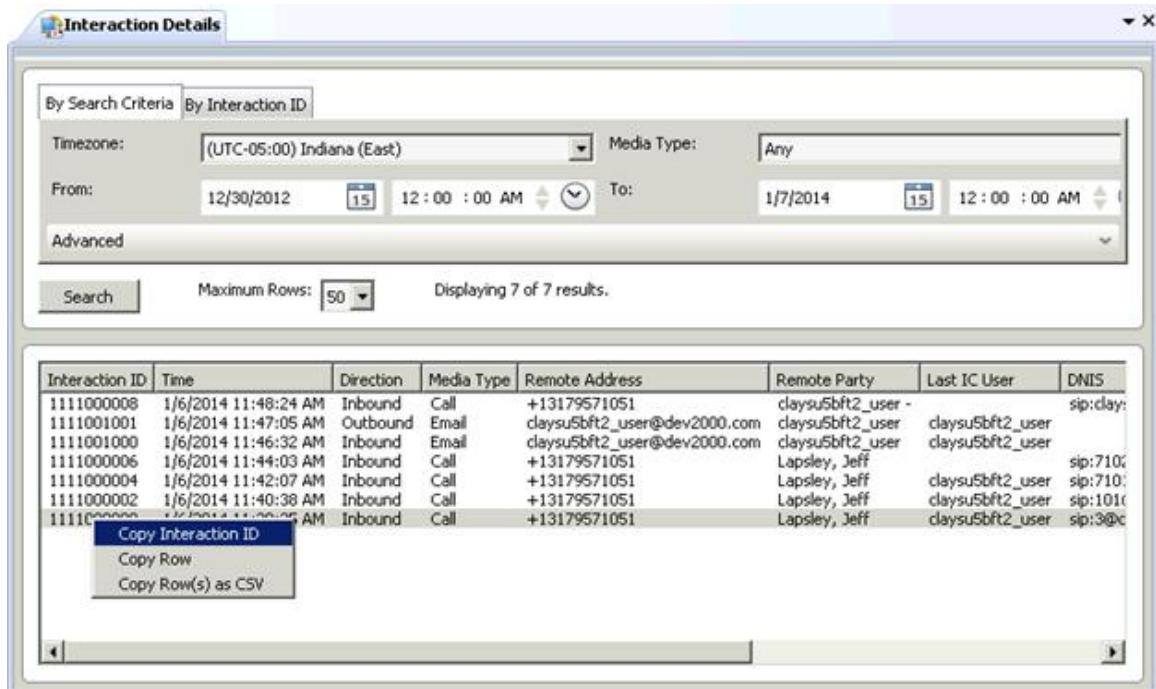 Interaction Details
By Search Criteria By Interaction ID
Timezone: (UTC-05:00) Indiana (East) Media Type: Any
From: 12/30/2012 15 12:00 :00 AM To: 1/7/2014 15 12:00 :00 AM
Advanced
Search Maximum Rows: 50 Displaying 7 of 7 results.
Interaction ID Time Direction Media Type Remote Address Remote Party Last IC User DNIS
1111000008 1/6/2014 11:48:24 AM Inbound Call +13179571051 claysu5bft2_user - sip:clays
1111001001 1/6/2014 11:47:05 AM Outbound Email claysu5bft2_user@dev2000.com claysu5bft2_user claysu5bft2_user
1111001000 1/6/2014 11:46:32 AM Inbound Email claysu5bft2_user@dev2000.com claysu5bft2_user claysu5bft2_user
1111000006 1/6/2014 11:44:03 AM Inbound Call +13179571051 Lapsley, Jeff sip:7102
1111000004 1/6/2014 11:42:07 AM Inbound Call +13179571051 Lapsley, Jeff claysu5bft2_user
1111000002 1/6/2014 11:40:38 AM Inbound Call +13179571051 Lapsley, Jeff claysu5bft2_user
AM Inbound Call +13179571051 Lapsley, Jeff claysu5bft2_user
Copy Interaction ID
Copy Row
Copy Row(s) as CSV